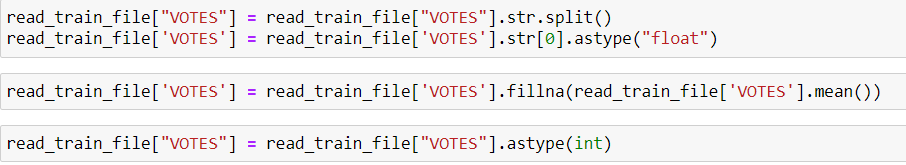 read_train_file["VOTES"] = read_train_file["VOTES"].str.split()
read_train_file['VOTES'] = read_train_file['VOTES'].str[0].astype("float")
read_train_file['VOTES'] = read_train_file['VOTES'].fillna(read_train_file['VOTES'].mean())
read_train_file["VOTES"] = read_train_file["VOTES"].astype(int)